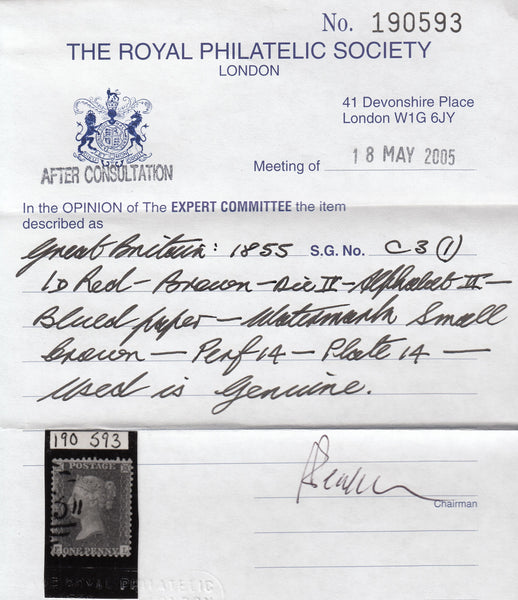 No. 190593
THE ROYAL PHILATELIC SOCIETY
LONDON
41 Devonshire Place
London W1G 6JY
AFTER CONSULTATION
Meeting of 18 MAY 2005
In the OPINION of The EXPERT COMMITTEE the item
described as
Great Britain: 1855 S.G. No. C3(1)
1D Red - Brown - Die II - Alphabet II -
Blued paper - Watermark Small
Crown - Perf 14 - Plate 14 -
Used is Genuine.
190 593
POSTAGE
ONE PENNY
Chairman
ROYAL PHILATELIC